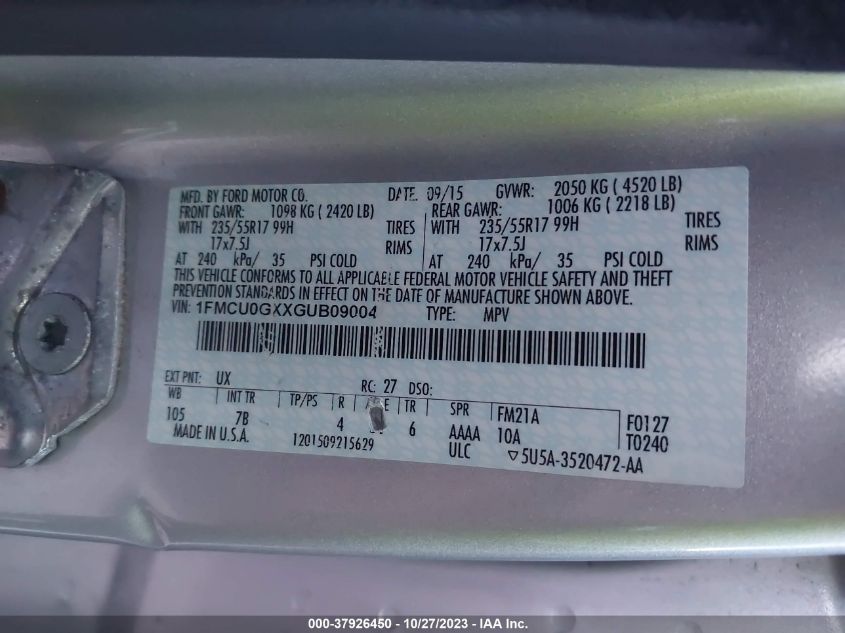 MFD. BY FORD MOTOR CO. DATE: 09/15 GVWR: 2050 KG ( 4520 LB)
FRONT GAWR: 1098 KG ( 2420 LB) REAR GAWR: 1006 KG ( 2218 LB)
WITH 235/55R17 99H TIRES WITH 235/55R17 99H TIRES
17x7.5J RIMS 17x7.5J RIMS
AT 240 kPa/ 35 PSI COLD AT 240 kPa/ 35 PSI COLD
THIS VEHICLE CONFORMS TO ALL APPLICABLE FEDERAL MOTOR VEHICLE SAFETY AND THEFT
PREVENTION STANDARDS IN EFFECT ON THE DATE OF MANUFACTURE SHOWN ABOVE.
VIN: 1FMCU0GXXGUB09004 TYPE: MPV
EXT PNT: UX RC: 27 DSO:
WB INT TR TP/PS R TR SPR FM21A F0127
105 7B 4 6 AAAA 10A T0240
MADE IN U.S.A. 1201509215629 ULC ▽5U5A-3520472-AA
000-37926450 - 10/27/2023 - IAA Inc.